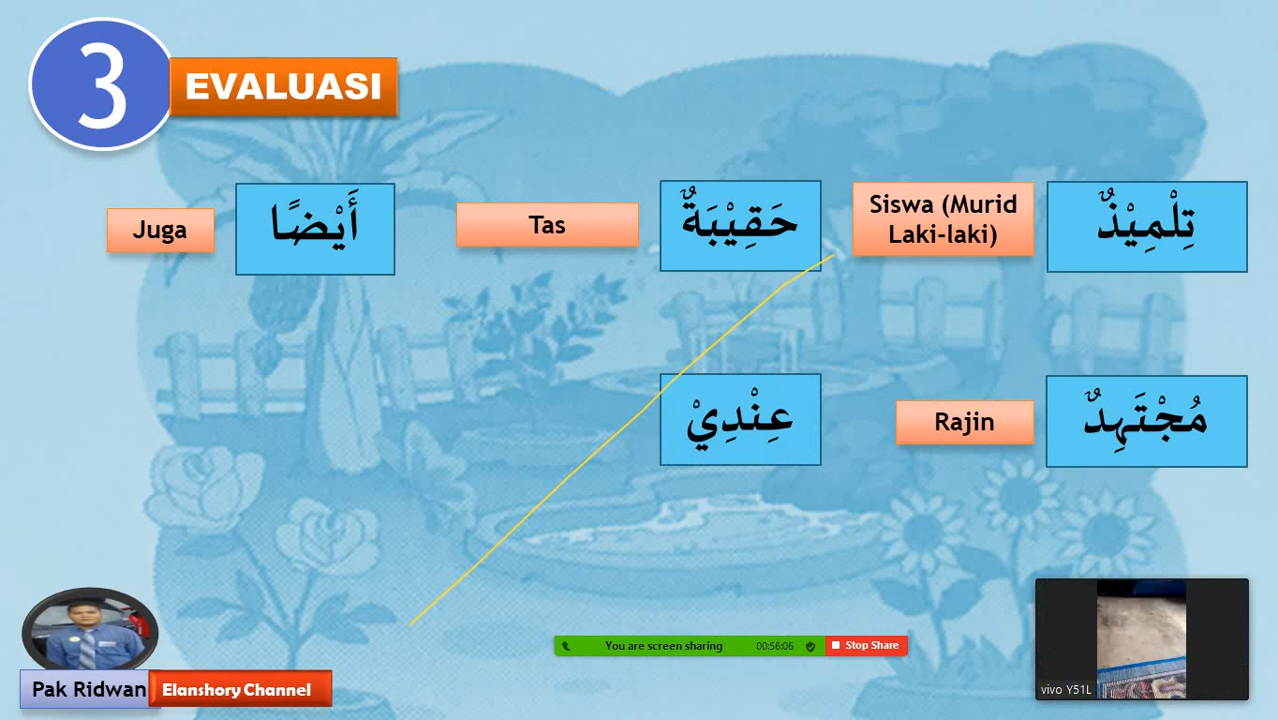 3
EVALUASI
Juga
أَيْضًا
Tas
حَقِيْبَةٌ
Siswa (Murid
Laki-laki)
تِلْمِيْذٌ
عِنْدِيْ
Rajin
مُجْتَهِدٌ
Pak Ridwan
Elanshory Channel
You are screen sharing
00:56:06
Stop Share
vivo Y51L